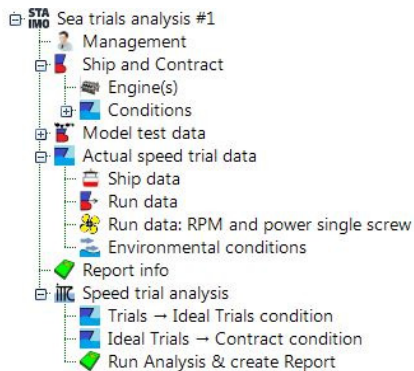 STA IMO Sea trials analysis #1
Management
Ship and Contract
Engine(s)
Conditions
Model test data
Actual speed trial data
Ship data
Run data
Run data: RPM and power single screw
Environmental conditions
Report info
ITTC Speed trial analysis
Trials → Ideal Trials condition
Ideal Trials → Contract condition
Run Analysis & create Report